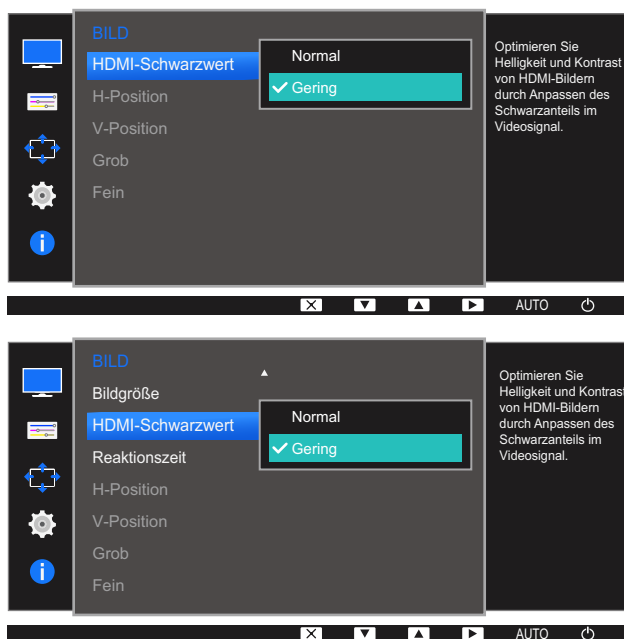 BILD
HDMI-Schwarzwert
Normal
Gering
H-Position
V-Position
Grob
Fein
Optimieren Sie
Helligkeit und Kontrast
von HDMI-Bildern
durch Anpassen des
Schwarzanteils im
Videosignal.
AUTO
BILD
Bildgröße
HDMI-Schwarzwert
Normal
Gering
Reaktionszeit
H-Position
V-Position
Grob
Fein
Optimieren Sie
Helligkeit und Kontrast
von HDMI-Bildern
durch Anpassen des
Schwarzanteils im
Videosignal.
AUTO